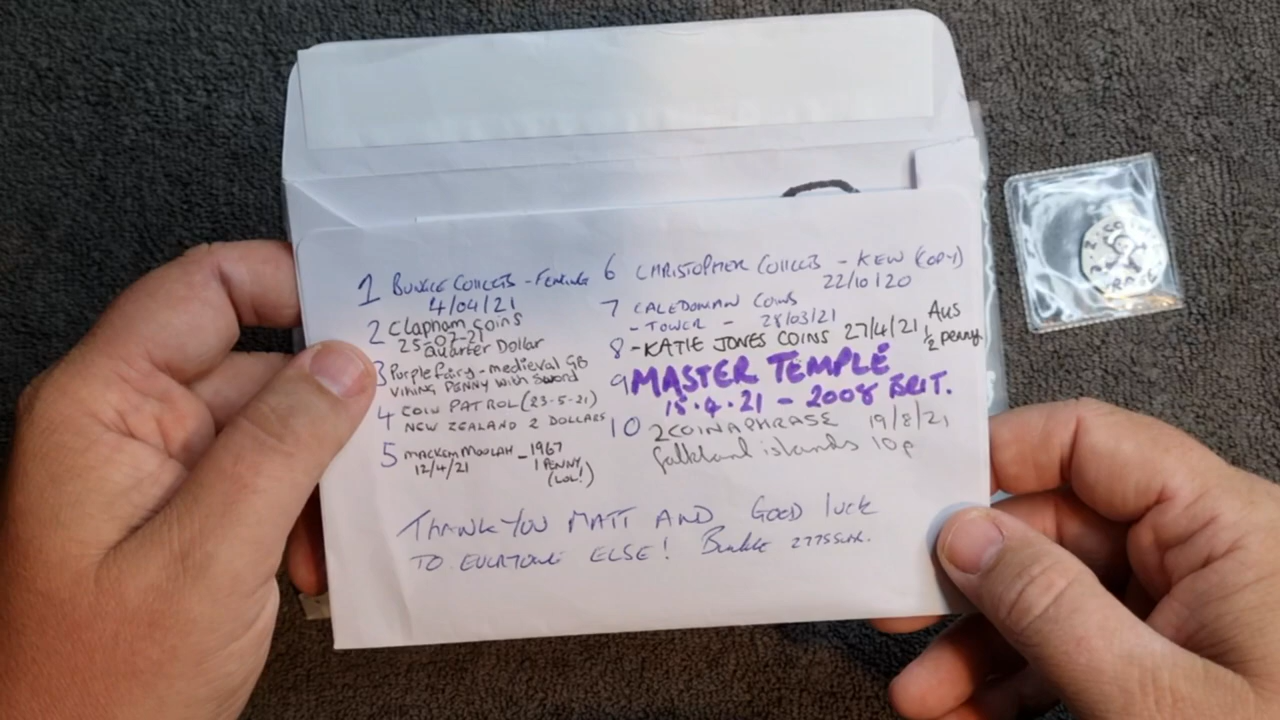 1 BUNKLE COLLECTS - FENCING
4/04/21
2 Clapham Coins
25-07-21
Quarter Dollar
3 Purple fairy - medieval GB
VIKING PENNY with Sword
4 COIN PATROL (23-5-21)
NEW ZEALAND 2 DOLLARS
5 MACKEM MOOLAH - 1967
12/4/21 1 PENNY
(LOL!)
6 CHRISTOPHER COLLECTS - KEW (COPY)
22/10/20
7 CALEDONIAN COINS
- TOWER - 28/03/21
8 - KATIE JONES COINS 27/4/21 Aus
1/2 penny
9 MASTER TEMPLE
15.4.21 - 2008 BRIT.
10 2COINAPHRASE 19/8/21
falkland islands 10p
THANK YOU MATT AND GOOD luck
TO EVERYONE ELSE! Bunkle